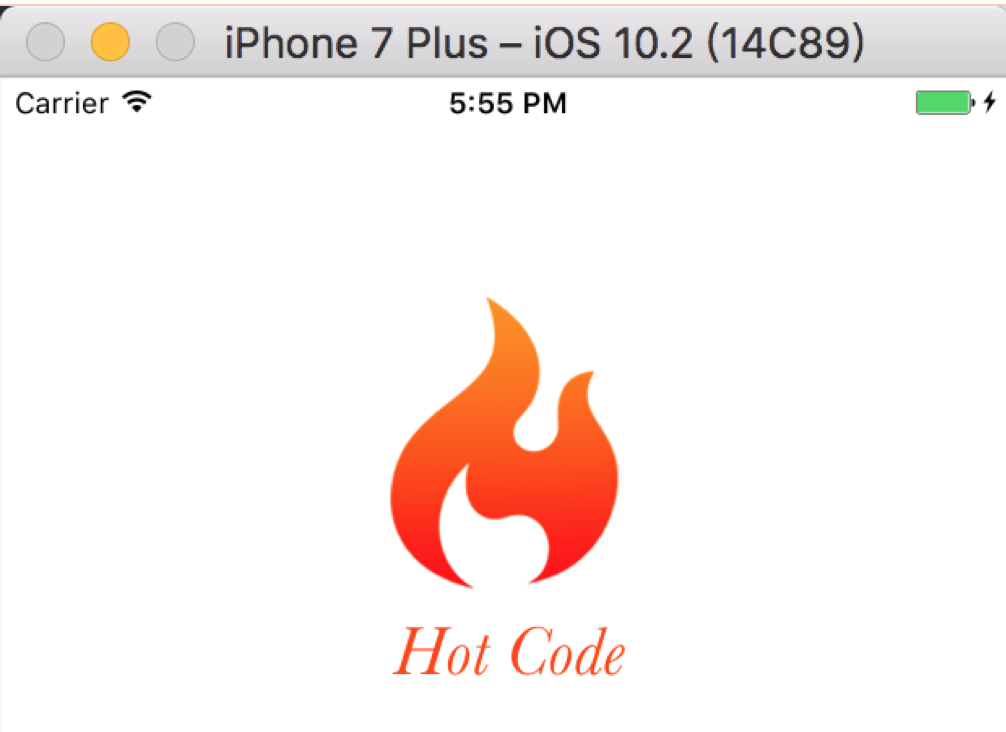 iPhone 7 Plus – iOS 10.2 (14C89)
Carrier 5:55 PM
Hot Code